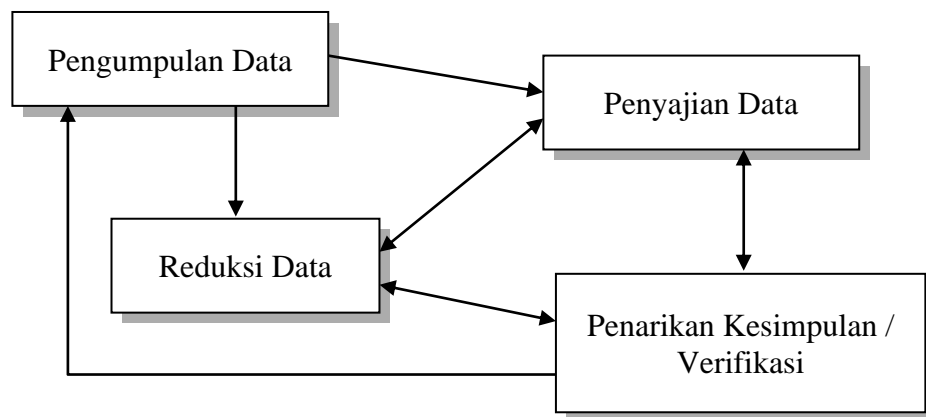 Pengumpulan Data
Penyajian Data
Reduksi Data
Penarikan Kesimpulan /
Verifikasi